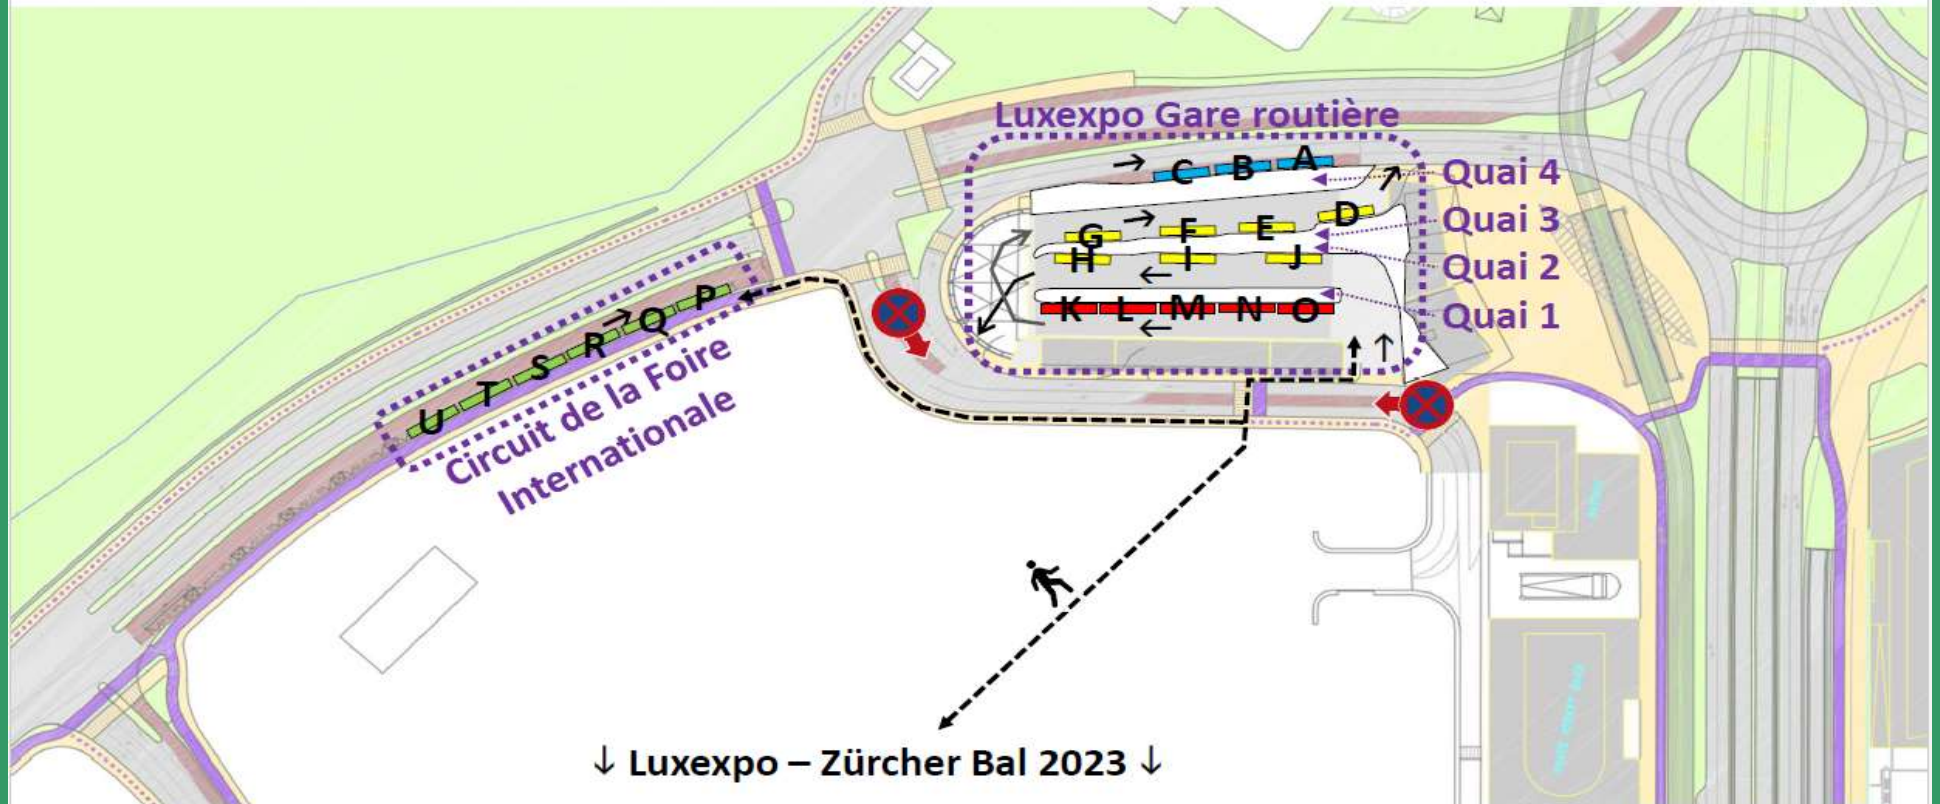 Luxexpo Gare routière
C B A
Quai 4
G F E D
Quai 3
H I J
Quai 2
K L M N O
Quai 1
U T S R Q P
Circuit de la Foire
Internationale
↓ Luxexpo – Zürcher Bal 2023 ↓